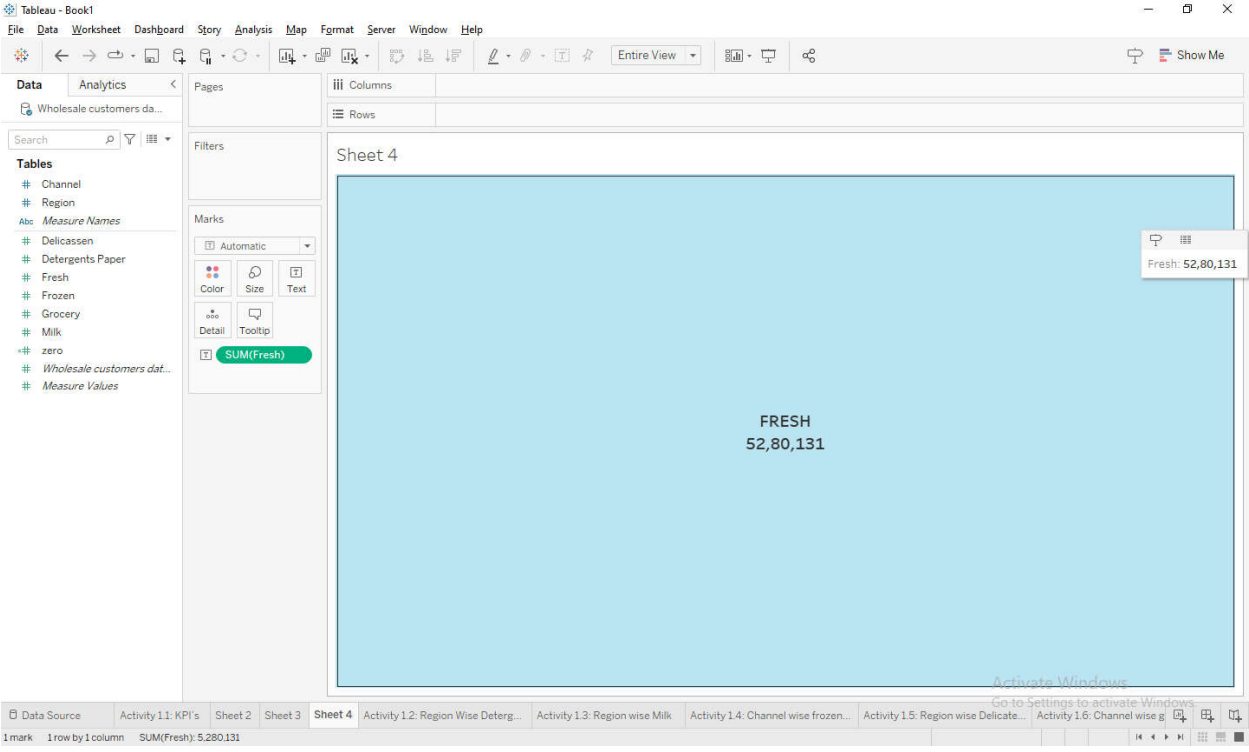 Tableau - Book1
File Data Worksheet Dashboard Story Analysis Map Format Server Window Help
Entire View
Show Me
Data Analytics
Pages
Columns
Wholesale customers da...
Rows
Search
Filters
Sheet 4
Tables
Channel
Region
Abc Measure Names
Marks
Delicassen
Automatic
Detergents Paper
Fresh: 52,80,131
Fresh
Color Size Text
Frozen
Grocery
Milk
Detail Tooltip
zero
SUM(Fresh)
Wholesale customers dat...
Measure Values
FRESH
52,80,131
Activate Windows
Go to Settings to activate Windows.
Data Source Activity 1.1: KPI's Sheet 2 Sheet 3 Sheet 4 Activity 1.2: Region Wise Deterg... Activity 1.3: Region wise Milk Activity 1.4: Channel wise frozen... Activity 1.5: Region wise Delicate... Activity 1.6: Channel wise g
1 mark 1 row by 1 column SUM(Fresh): 5,280,131